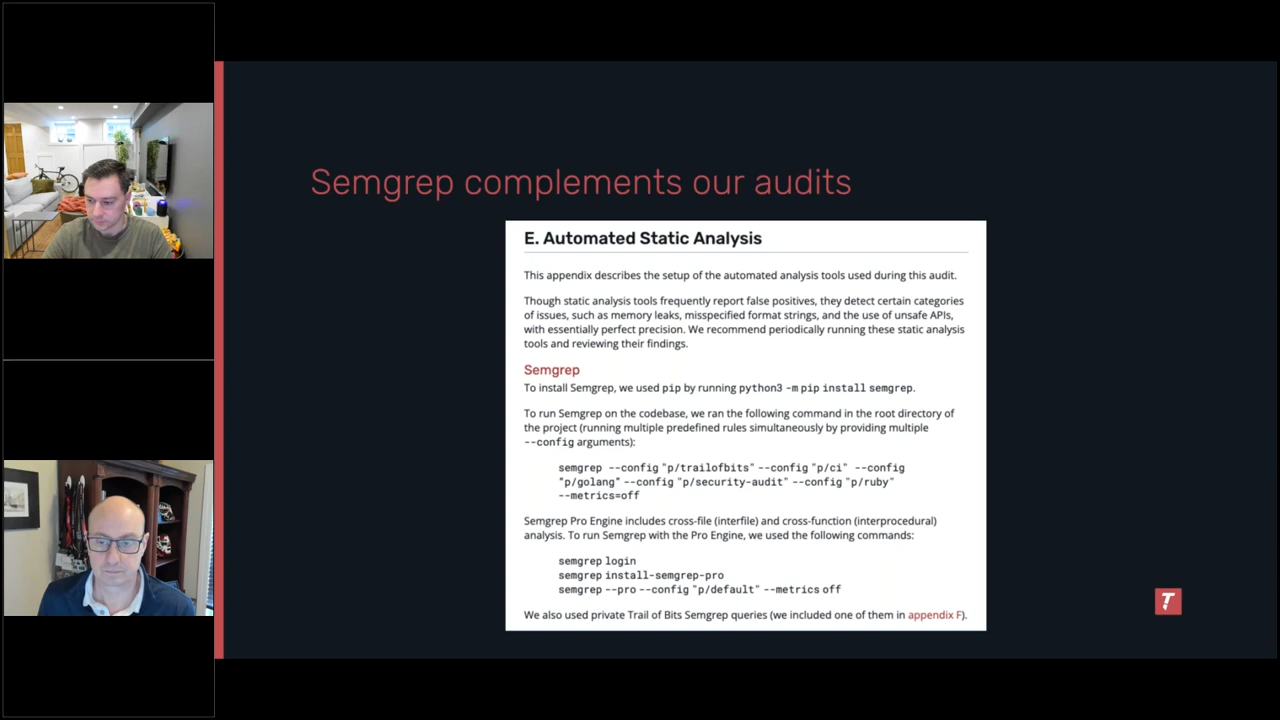 Semgrep complements our audits
E. Automated Static Analysis
This appendix describes the setup of the automated analysis tools used during this audit.
Though static analysis tools frequently report false positives, they detect certain categories
of issues, such as memory leaks, misspecified format strings, and the use of unsafe APIs,
with essentially perfect precision. We recommend periodically running these static analysis
tools and reviewing their findings.
Semgrep
To install Semgrep, we used pip by running python3 -m pip install semgrep.
To run Semgrep on the codebase, we ran the following command in the root directory of
the project (running multiple predefined rules simultaneously by providing multiple
--config arguments):
semgrep --config "p/trailofbits" --config "p/ci" --config
"p/golang" --config "p/security-audit" --config "p/ruby"
--metrics=off
Semgrep Pro Engine includes cross-file (interfile) and cross-function (interprocedural)
analysis. To run Semgrep with the Pro Engine, we used the following commands:
semgrep login
semgrep install-semgrep-pro
semgrep --pro --config "p/default" --metrics off
We also used private Trail of Bits Semgrep queries (we included one of them in appendix F).